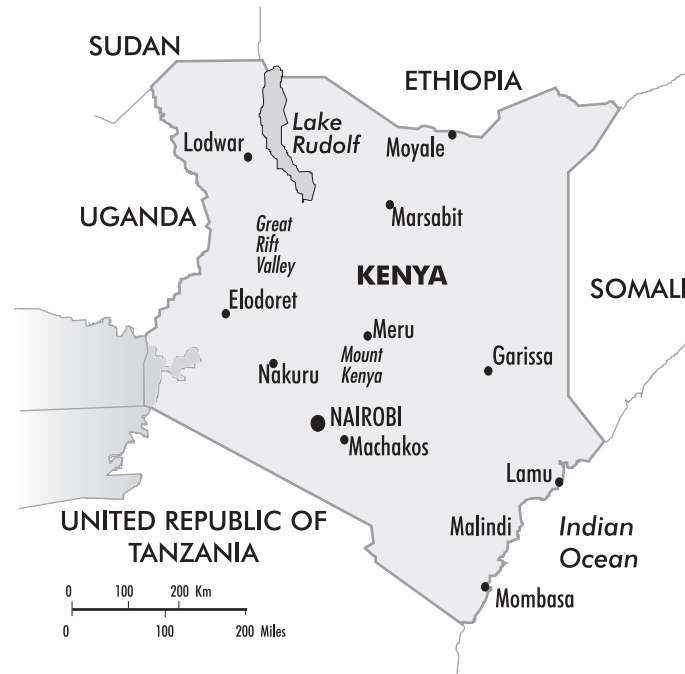 SUDAN
ETHIOPIA
Lake
Rudolf
Lodwar
Moyale
UGANDA
Marsabit
Great
Rift
Valley
KENYA
SOMALI
Elodoret
Meru
Mount
Kenya
Garissa
Nakuru
NAIROBI
Machakos
Lamu
UNITED REPUBLIC OF
TANZANIA
Malindi
Indian
Ocean
Mombasa
0 100 200 Km
0 100 200 Miles